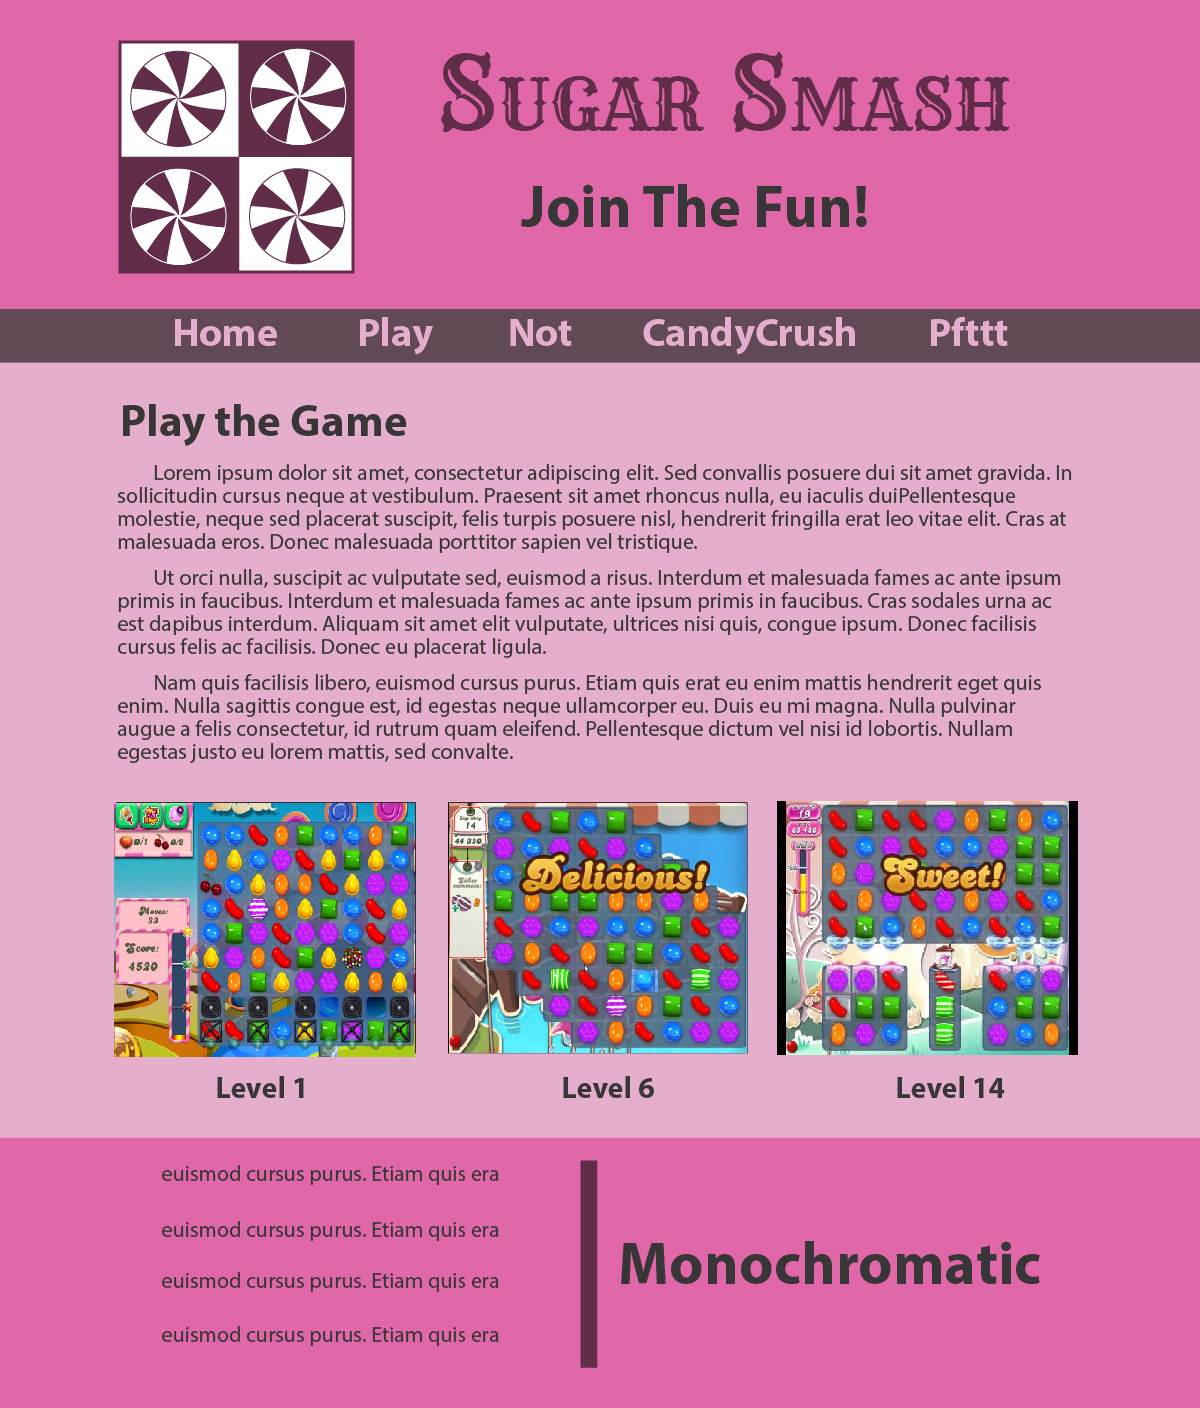 Sugar Smash
Join The Fun!
Home Play Not CandyCrush Pfttt
Play the Game
Lorem ipsum dolor sit amet, consectetur adipiscing elit. Sed convallis posuere dui sit amet gravida. In
sollicitudin cursus neque at vestibulum. Praesent sit amet rhoncus nulla, eu iaculis duiPellentesque
molestie, neque sed placerat suscipit, felis turpis posuere nisl, hendrerit fringilla erat leo vitae elit. Cras at
malesuada eros. Donec malesuada porttitor sapien vel tristique.
Ut orci nulla, suscipit ac vulputate sed, euismod a risus. Interdum et malesuada fames ac ante ipsum
primis in faucibus. Interdum et malesuada fames ac ante ipsum primis in faucibus. Cras sodales urna ac
est dapibus interdum. Aliquam sit amet elit vulputate, ultrices nisi quis, congue ipsum. Donec facilisis
cursus felis ac facilisis. Donec eu placerat ligula.
Nam quis facilisis libero, euismod cursus purus. Etiam quis erat eu enim mattis hendrerit eget quis
enim. Nulla sagittis congue est, id egestas neque ullamcorper eu. Duis eu mi magna. Nulla pulvinar
augue a felis consectetur, id rutrum quam eleifend. Pellentesque dictum vel nisi id lobortis. Nullam
egestas justo eu lorem mattis, sed convalte.
0/1 0/2
Moves:
33
Score:
4520
14
44 320
Delicious!
2
19
63 420
Sweet!
Level 1
Level 6
Level 14
euismod cursus purus. Etiam quis era
euismod cursus purus. Etiam quis era
euismod cursus purus. Etiam quis era
euismod cursus purus. Etiam quis era
Monochromatic